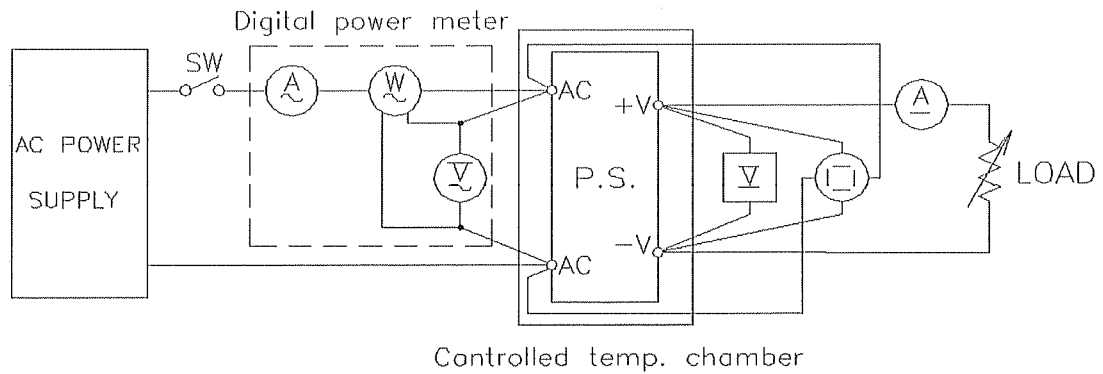 Digital power meter
SW
A
W
AC
+V
A
AC POWER
SUPPLY
V
P.S.
V
LOAD
-V
AC
Controlled temp. chamber